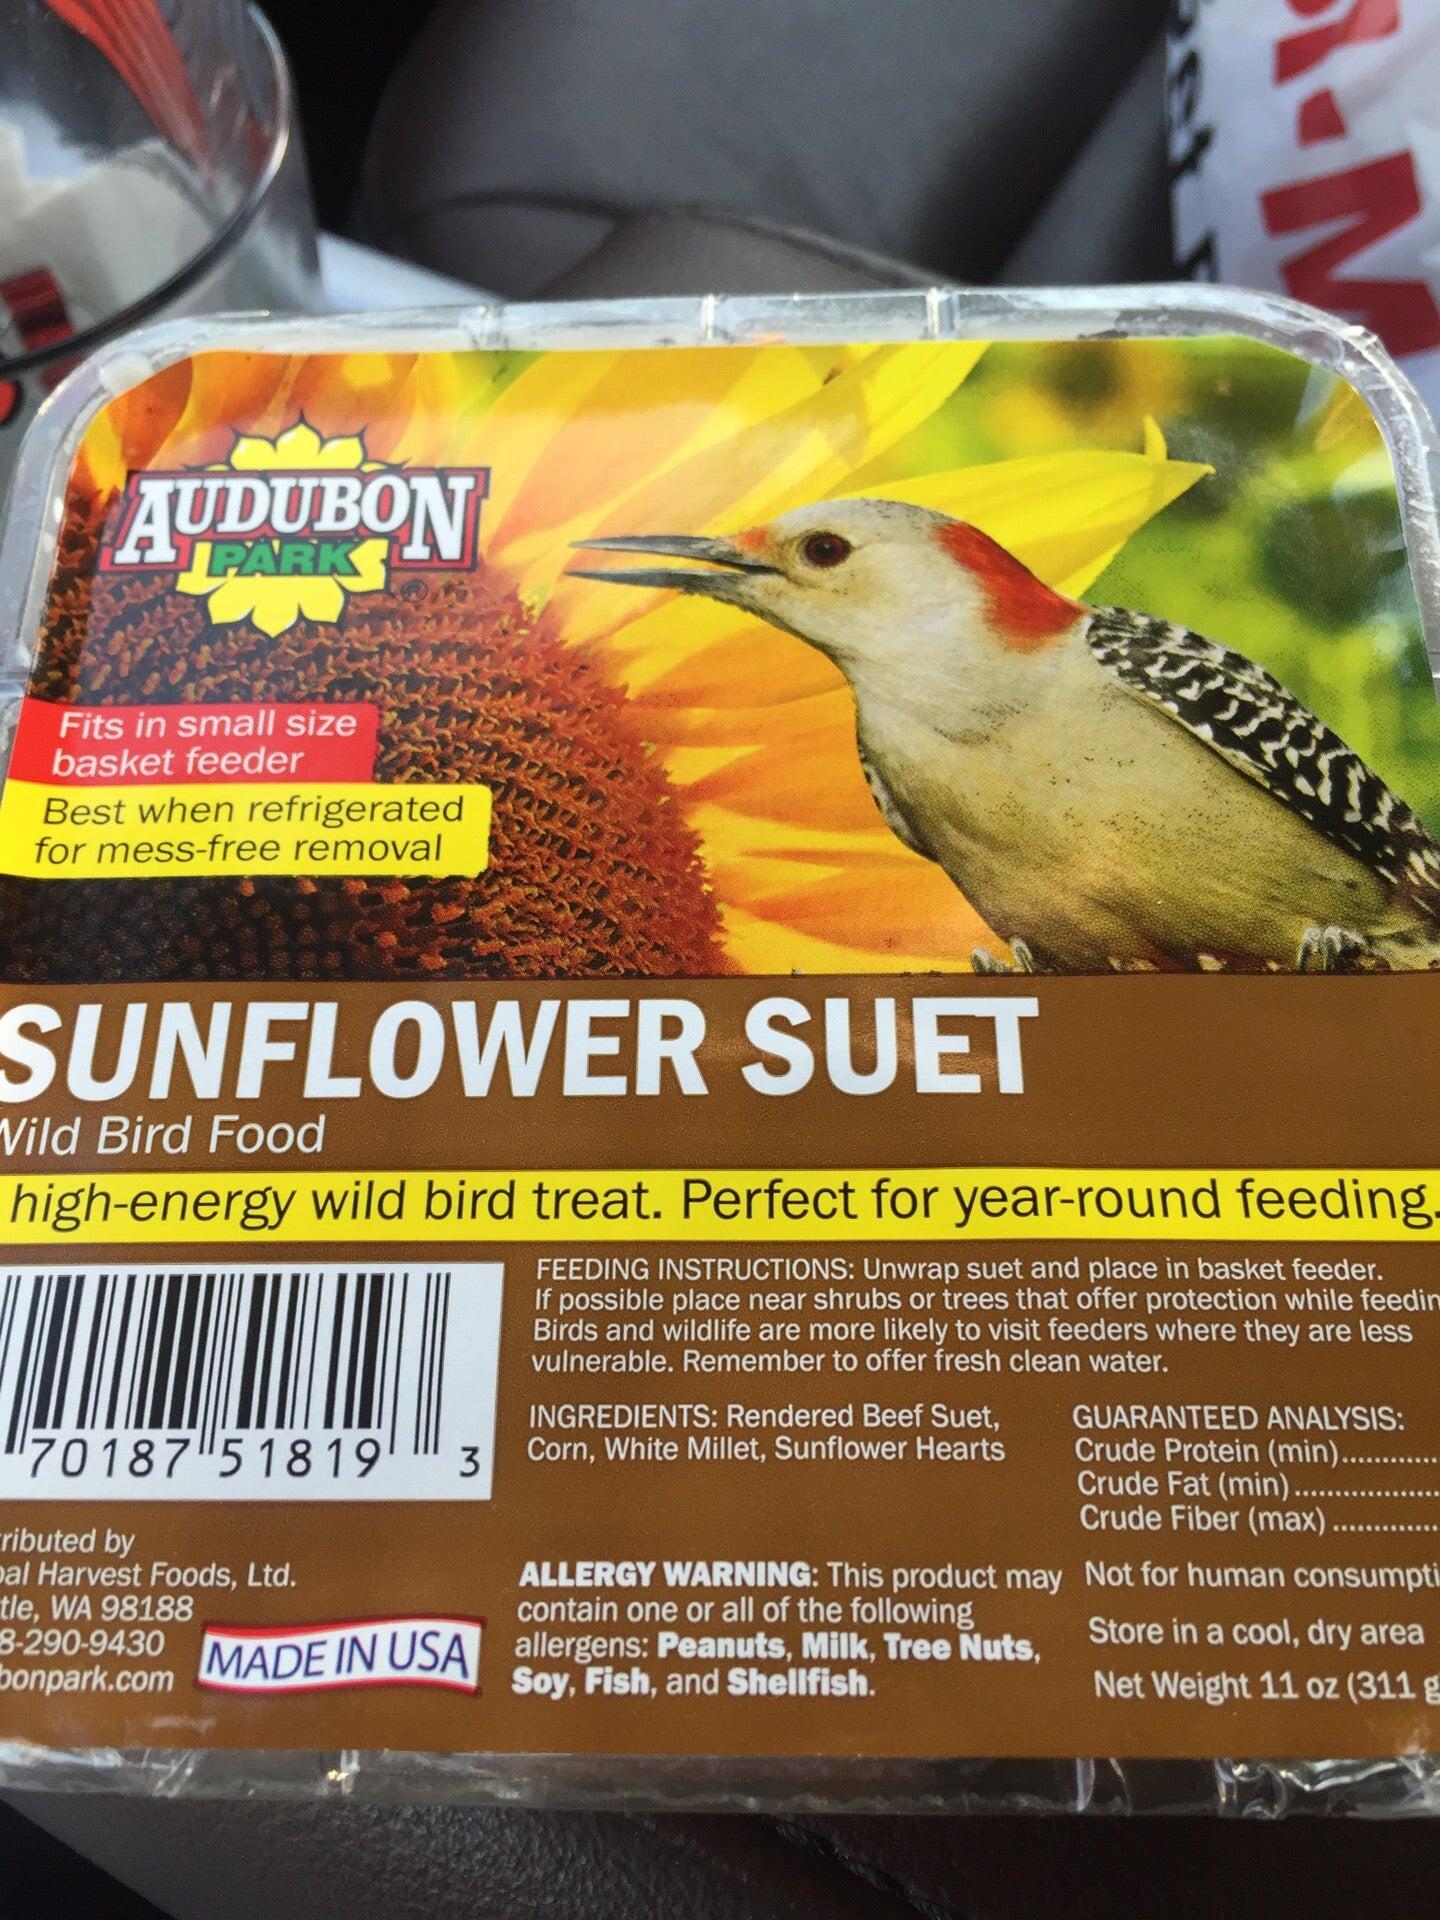 AUDUBON
PARK
®
Fits in small size
basket feeder
Best when refrigerated
for mess-free removal
SUNFLOWER SUET
Wild Bird Food
high-energy wild bird treat. Perfect for year-round feeding.
FEEDING INSTRUCTIONS: Unwrap suet and place in basket feeder.
If possible place near shrubs or trees that offer protection while feedin
Birds and wildlife are more likely to visit feeders where they are less
vulnerable. Remember to offer fresh clean water.
INGREDIENTS: Rendered Beef Suet,
Corn, White Millet, Sunflower Hearts
GUARANTEED ANALYSIS:
Crude Protein (min)
Crude Fat (min)
Crude Fiber (max)
70187 51819 3
ributed by
bal Harvest Foods, Ltd.
tle, WA 98188
8-290-9430
bonpark.com
MADE IN USA
ALLERGY WARNING: This product may
contain one or all of the following
allergens: Peanuts, Milk, Tree Nuts,
Soy, Fish, and Shellfish.
Not for human consumpti
Store in a cool, dry area
Net Weight 11 oz (311 g